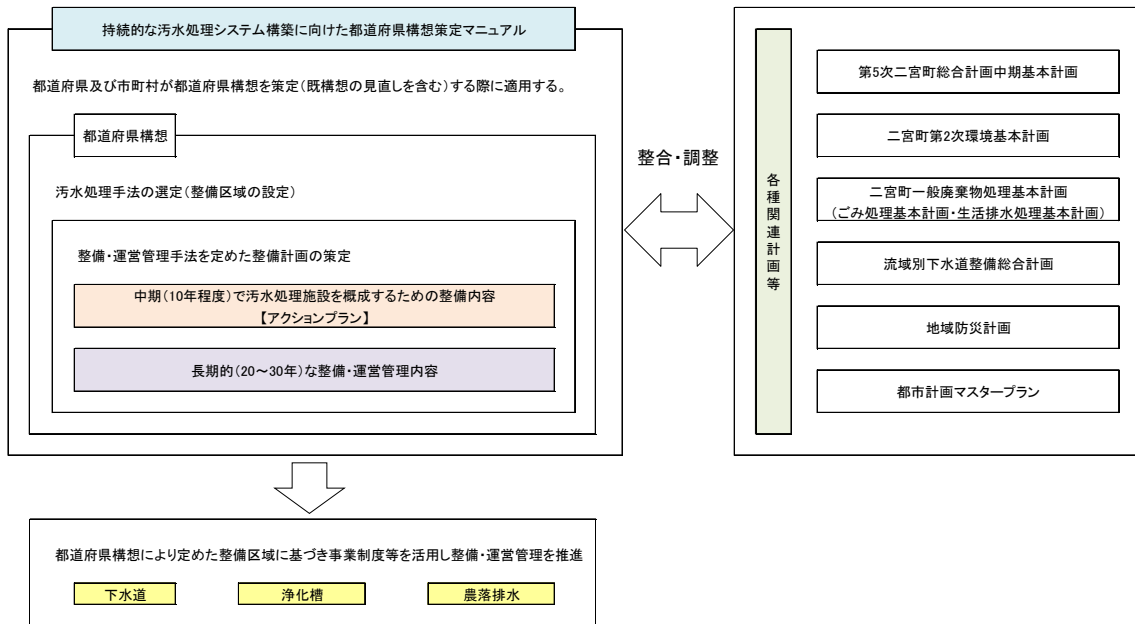 持続的な汚水処理システム構築に向けた都道府県構想策定マニュアル
都道府県及び市町村が都道府県構想を策定(既構想の見直しを含む)する際に適用する。
都道府県構想
汚水処理手法の選定(整備区域の設定)
整備・運営管理手法を定めた整備計画の策定
中期(10年程度)で汚水処理施設を概成するための整備内容
【アクションプラン】
長期的(20～30年)な整備・運営管理内容
整合・調整
各種関連計画等
第5次二宮町総合計画中期基本計画
二宮町第2次環境基本計画
二宮町一般廃棄物処理基本計画
(ごみ処理基本計画・生活排水処理基本計画)
流域別下水道整備総合計画
地域防災計画
都市計画マスタープラン
都道府県構想により定めた整備区域に基づき事業制度等を活用し整備・運営管理を推進
下水道
浄化槽
農落排水